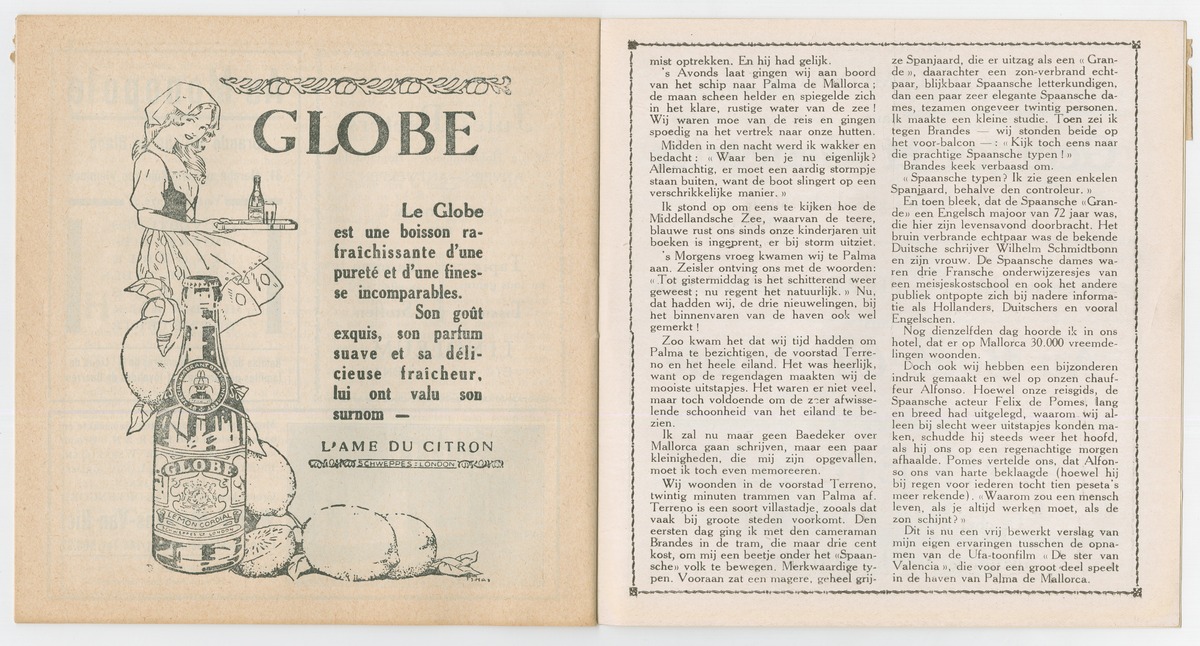 GLOBE
Le Globe
est une boisson ra-
fraîchissante d'une
pureté et d'une fines-
se incomparables.
Son goût
exquis, son parfum
suave et sa déli-
cieuse fraîcheur,
lui ont valu son
surnom —
L'AME DU CITRON
SCHWEPPES : LONDON
GLOBE
LEMON CORDIAL
SCHWEPPES LD LONDON
mist optrekken. En hij had gelijk.
's Avonds laat gingen wij aan boord
van het schip naar Palma de Mallorca ;
de maan scheen helder en spiegelde zich
in het klare, rustige water van de zee !
Wij waren moe van de reis en gingen
spoedig na het vertrek naar onze hutten.
Midden in den nacht werd ik wakker en
bedacht : « Waar ben je nu eigenlijk?
Allemachtig, er moet een aardig stormpje
staan buiten, want de boot slingert op een
verschrikkelijke manier. »
Ik stond op om eens te kijken hoe de
Middellandsche Zee, waarvan de teere,
blauwe rust ons sinds onze kinderjaren uit
boeken is ingeprent, er bij storm uitziet.
's Morgens vroeg kwamen wij te Palma
aan. Zeisler ontving ons met de woorden:
« Tot gistermiddag is het schitterend weer
geweest ; nu regent het natuurlijk. » Nu,
dat hadden wij, de drie nieuwelingen, bij
het binnenvaren van de haven ook wel
gemerkt !
Zoo kwam het dat wij tijd hadden om
Palma te bezichtigen, de voorstad Terre-
no en het heele eiland. Het was heerlijk,
want op de regendagen maakten wij de
mooiste uitstapjes. Het waren er niet veel,
maar toch voldoende om de zeer afwisse-
lende schoonheid van het eiland te be-
zien.
Ik zal nu maar geen Baedeker over
Mallorca gaan schrijven, maar een paar
kleinigheden, die mij zijn opgevallen,
moet ik toch even memoreeren.
Wij woonden in de voorstad Terreno,
twintig minuten trammen van Palma af.
Terreno is een soort villastadje, zooals dat
vaak bij groote steden voorkomt. Den
eersten dag ging ik met den cameraman
Brandes in de tram, die maar drie cent
kost, om mij een beetje onder het «Spaan-
sche» volk te bewegen. Merkwaardige ty-
pen. Vooraan zat een magere, geheel grij-
ze Spanjaard, die er uitzag als een « Gran-
de », daarachter een zon-verbrand echt-
paar, blijkbaar Spaansche letterkundigen,
dan een paar zeer elegante Spaansche da-
mes, tezamen ongeveer twintig personen.
Ik maakte een kleine studie. Toen zei ik
tegen Brandes — wij stonden beide op
het voor-balcon — : « Kijk toch eens naar
die prachtige Spaansche typen ! »
Brandes keek verbaasd om.
« Spaansche typen? Ik zie geen enkelen
Spanjaard, behalve den controleur. »
En toen bleek, dat de Spaansche «Gran-
de» een Engelsch majoor van 72 jaar was,
die hier zijn levensavond doorbracht. Het
bruin verbrande echtpaar was de bekende
Duitsche schrijver Wilhelm Schmidtbonn
en zijn vrouw. De Spaansche dames wa-
ren drie Fransche onderwijzeresjes van
een meisjeskostschool en ook het andere
publiek ontpopte zich bij nadere informa-
tie als Hollanders, Duitschers en vooral
Engelschen.
Nog dienzelfden dag hoorde ik in ons
hotel, dat er op Mallorca 30.000 vreemde-
lingen woonden.
Doch ook wij hebben een bijzonderen
indruk gemaakt en wel op onzen chauf-
feur Alfonso. Hoewel onze reisgids, de
Spaansche acteur Felix de Pomes, lang
en breed had uitgelegd, waarom wij al-
leen bij slecht weer uitstapjes konden ma-
ken, schudde hij steeds weer het hoofd,
als hij ons op een regenachtige morgen
afhaalde. Pomes vertelde ons, dat Alfon-
so ons van harte beklaagde (hoewel hij
bij regen voor iederen tocht tien peseta's
meer rekende). «Waarom zou een mensch
leven, als je altijd werken moet, als de
zon schijnt? »
Dit is nu een vrij bewerkt verslag van
mijn eigen ervaringen tusschen de opna-
men van de Ufa-toonfilm « De ster van
Valencia », die voor een groot deel speelt
in de haven van Palma de Mallorca.